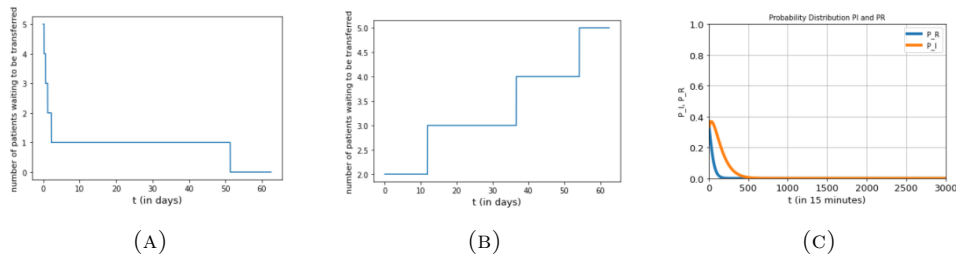 number of patients waiting to be transferred
5
4
3
2
1
0
0 10 20 30 40 50 60
t (in days)
(A)
number of patients waiting to be transferred
5.0
4.5
4.0
3.5
3.0
2.5
2.0
0 10 20 30 40 50 60
t (in days)
(B)
Probability Distribution PI and PR
P_I, P_R
1.0
0.8
0.6
0.4
0.2
0.0
P_R
P_I
0 500 1000 1500 2000 2500 3000
t (in 15 minutes)
(C)